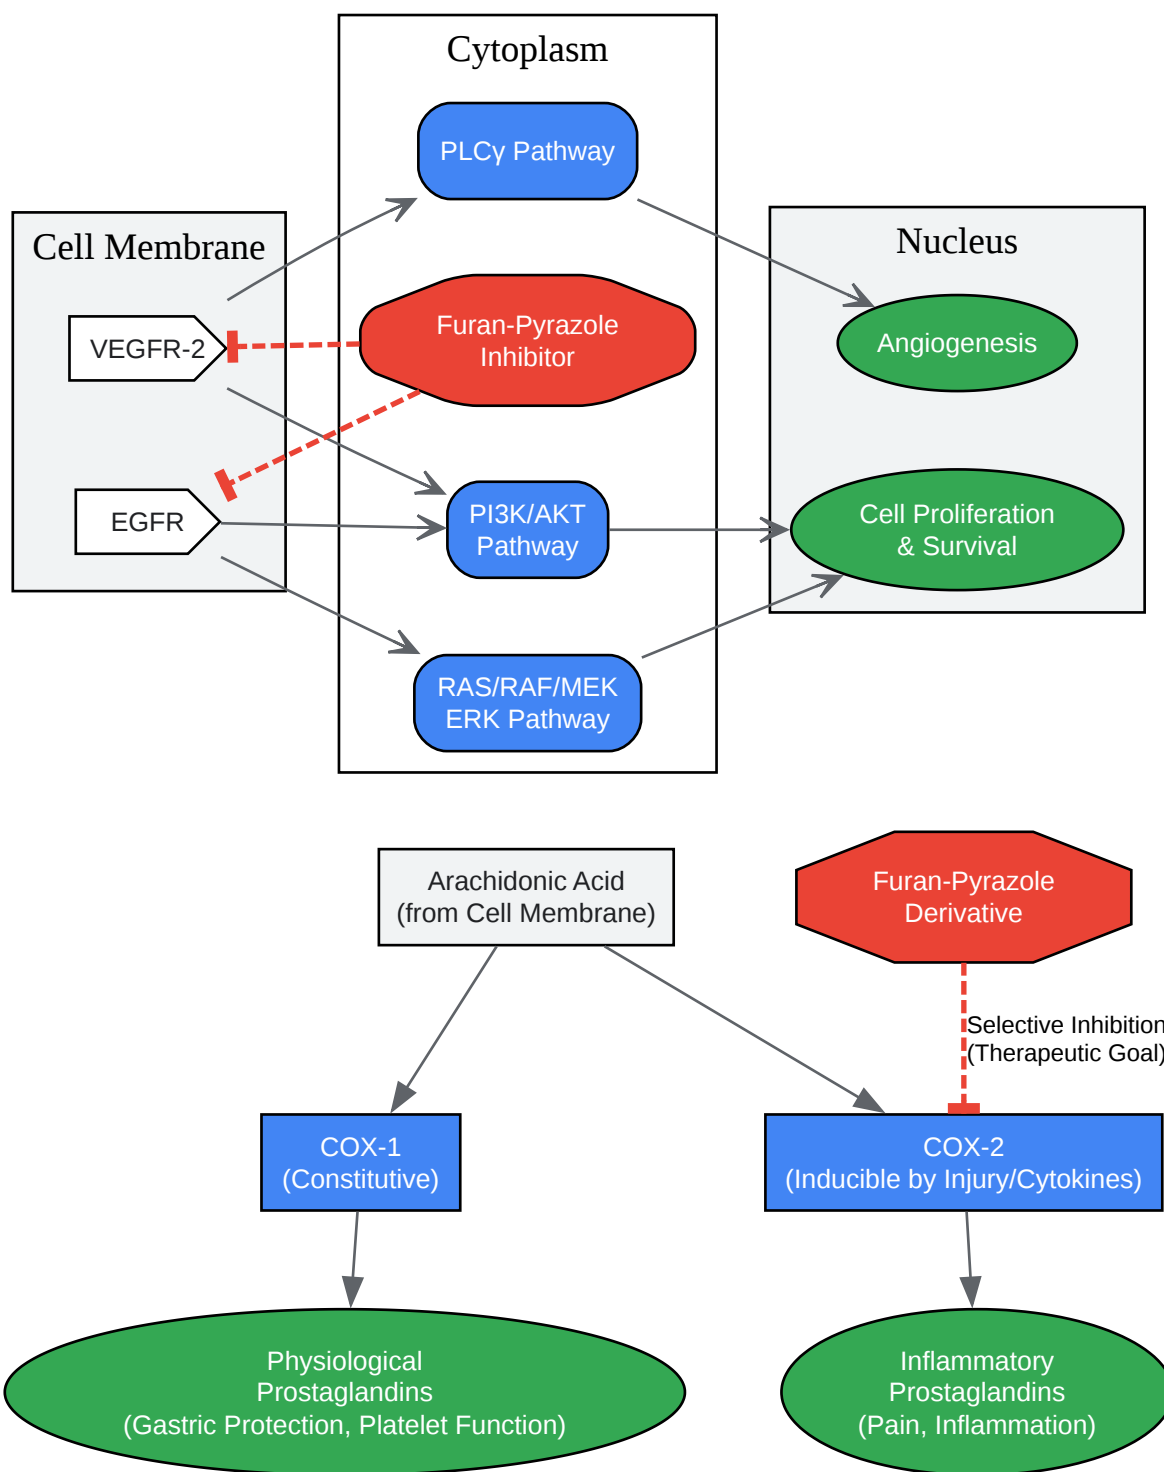 Cytoplasm
PLCγ Pathway
Cell Membrane
Nucleus
VEGFR-2
Furan-Pyrazole
Inhibitor
Angiogenesis
EGFR
PI3K/AKT
Pathway
Cell Proliferation
& Survival
RAS/RAF/MEK
ERK Pathway
Arachidonic Acid
(from Cell Membrane)
Furan-Pyrazole
Derivative
Selective Inhibition
(Therapeutic Goal)
COX-1
(Constitutive)
COX-2
(Inducible by Injury/Cytokines)
Physiological
Prostaglandins
(Gastric Protection, Platelet Function)
Inflammatory
Prostaglandins
(Pain, Inflammation)